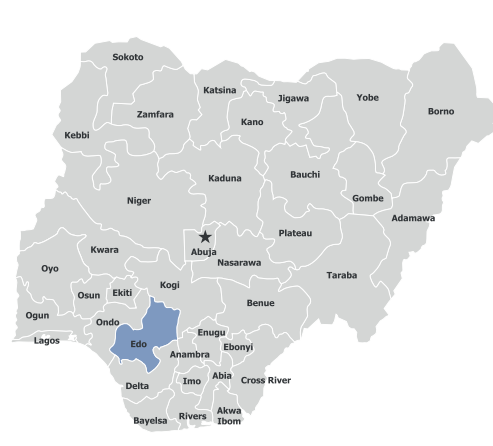 Sokoto
Katsina
Jigawa
Yobe
Borno
Zamfara
Kano
Kebbi
Kaduna
Bauchi
Niger
Gombe
Adamawa
Plateau
Abuja
Kwara
Nasarawa
Oyo
Taraba
Kogi
Osun
Ekiti
Benue
Ogun
Ondo
Lagos
Edo
Enugu
Ebonyi
Anambra
Delta
Imo
Abia
Cross River
Bayelsa
Rivers
Akwa
Ibom